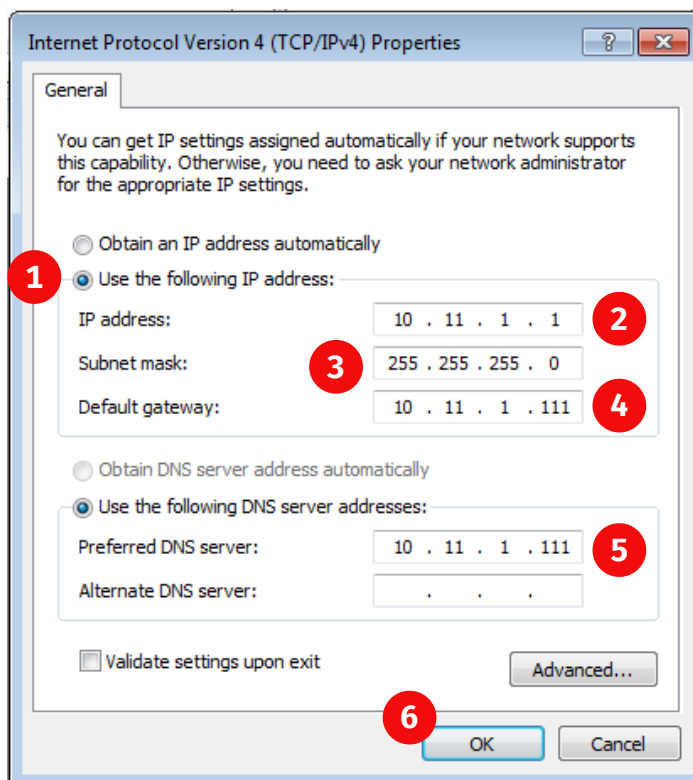 Internet Protocol Version 4 (TCP/IPv4) Properties ?
General
You can get IP settings assigned automatically if your network supports
this capability. Otherwise, you need to ask your network administrator
for the appropriate IP settings.
Obtain an IP address automatically
1 Use the following IP address:
IP address: 10 . 11 . 1 . 1 2
Subnet mask: 3 255 . 255 . 255 . 0
Default gateway: 10 . 11 . 1 . 111 4
Obtain DNS server address automatically
Use the following DNS server addresses:
Preferred DNS server: 10 . 11 . 1 . 111 5
Alternate DNS server: . . .
Validate settings upon exit
Advanced...
6 OK Cancel